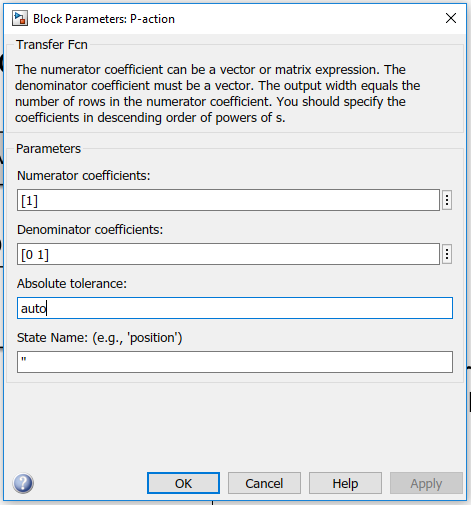 Block Parameters: P-action
Transfer Fcn
The numerator coefficient can be a vector or matrix expression. The
denominator coefficient must be a vector. The output width equals the
number of rows in the numerator coefficient. You should specify the
coefficients in descending order of powers of s.
Parameters
Numerator coefficients:
[1]
Denominator coefficients:
[0 1]
Absolute tolerance:
auto
State Name: (e.g., 'position')
''
OK Cancel Help Apply